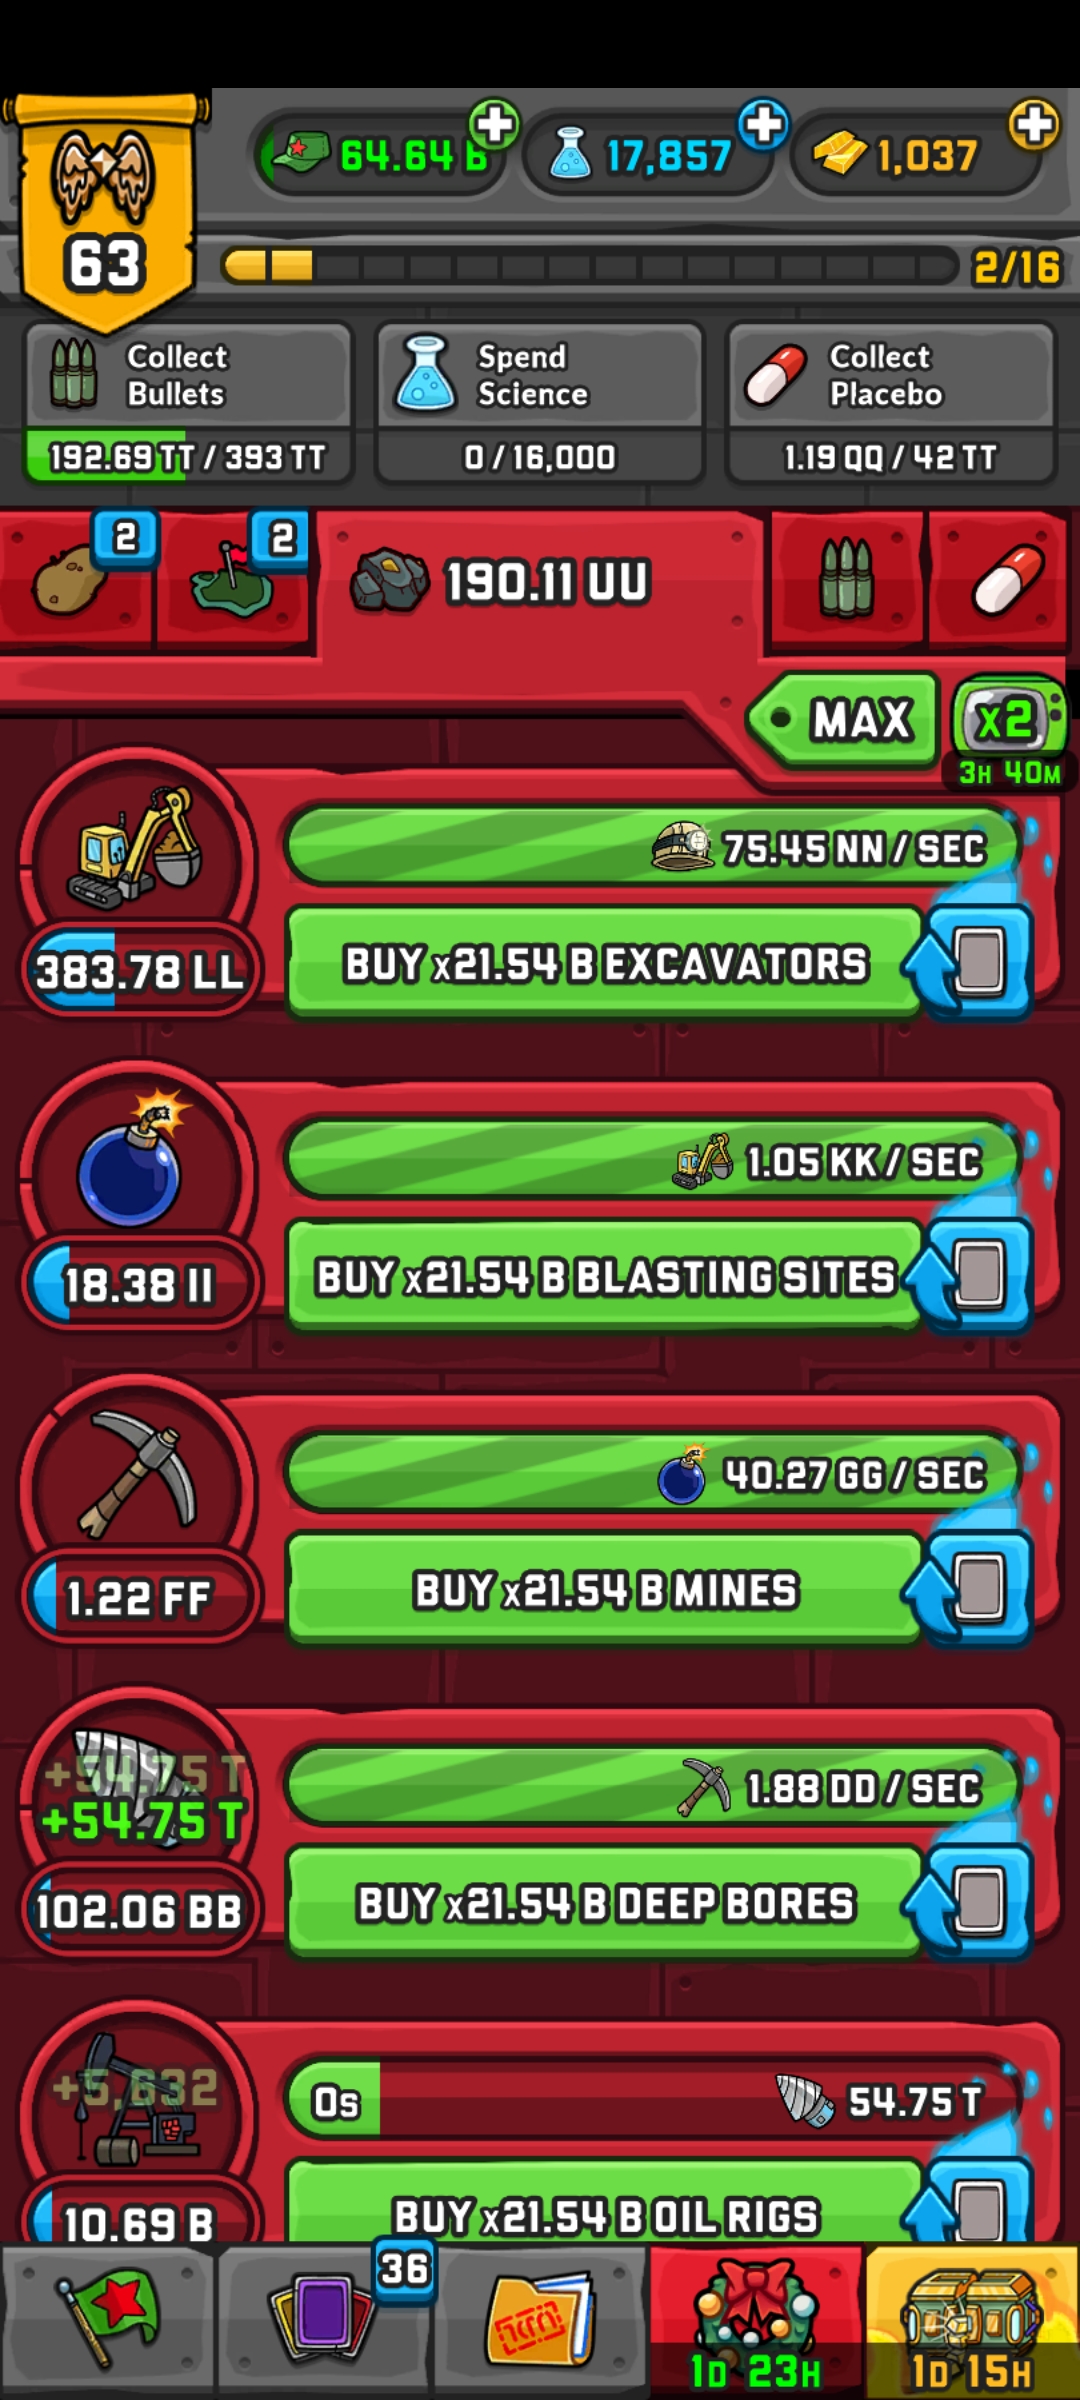 64.64 B
17,857
1,037
63
2/16
Collect
Bullets
192.69 TT / 393 TT
Spend
Science
0 / 16,000
Collect
Placebo
1.19 QQ / 42 TT
2
2
190.11 UU
MAX
x2
3H 40M
75.45 NN / SEC
383.78 LL
BUY x21.54 B EXCAVATORS
1.05 KK / SEC
18.38 II
BUY x21.54 B BLASTING SITES
40.27 GG / SEC
1.22 FF
BUY x21.54 B MINES
+54.75 T
+54.75 T
1.88 DD / SEC
102.06 BB
BUY x21.54 B DEEP BORES
+5,632
0s
54.75 T
10.69 B
BUY x21.54 B OIL RIGS
36
1D 23H
1D 15H